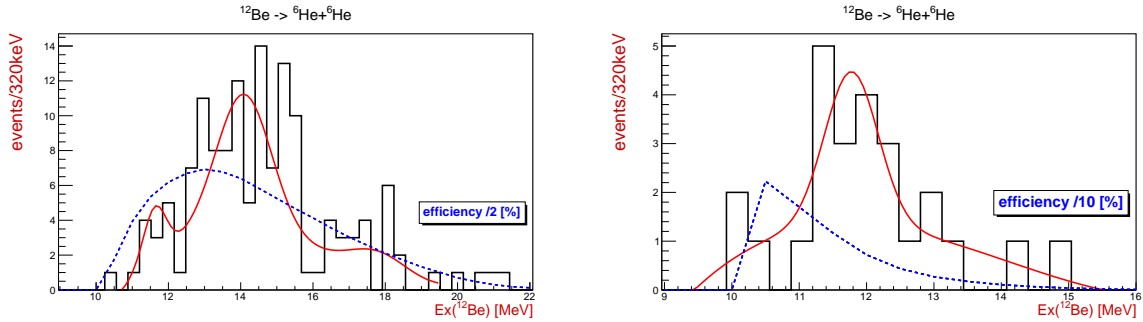 ¹²Be -> ⁶He+⁶He
events/320keV
14
12
10
8
6
4
2
0
efficiency /2 [%]
10 12 14 16 18 20 22
Ex(¹²Be) [MeV]
¹²Be -> ⁶He+⁶He
events/320keV
5
4
3
2
1
0
efficiency /10 [%]
9 10 11 12 13 14 15 16
Ex(¹²Be) [MeV]